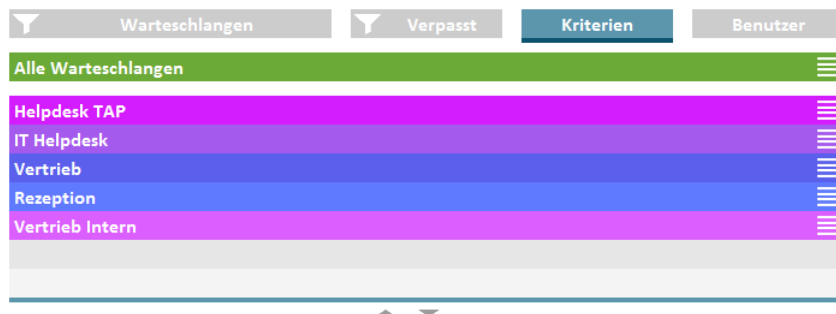 Warteschlangen Verpasst Kriterien Benutzer
Alle Warteschlangen
Helpdesk TAP
IT Helpdesk
Vertrieb
Rezeption
Vertrieb Intern